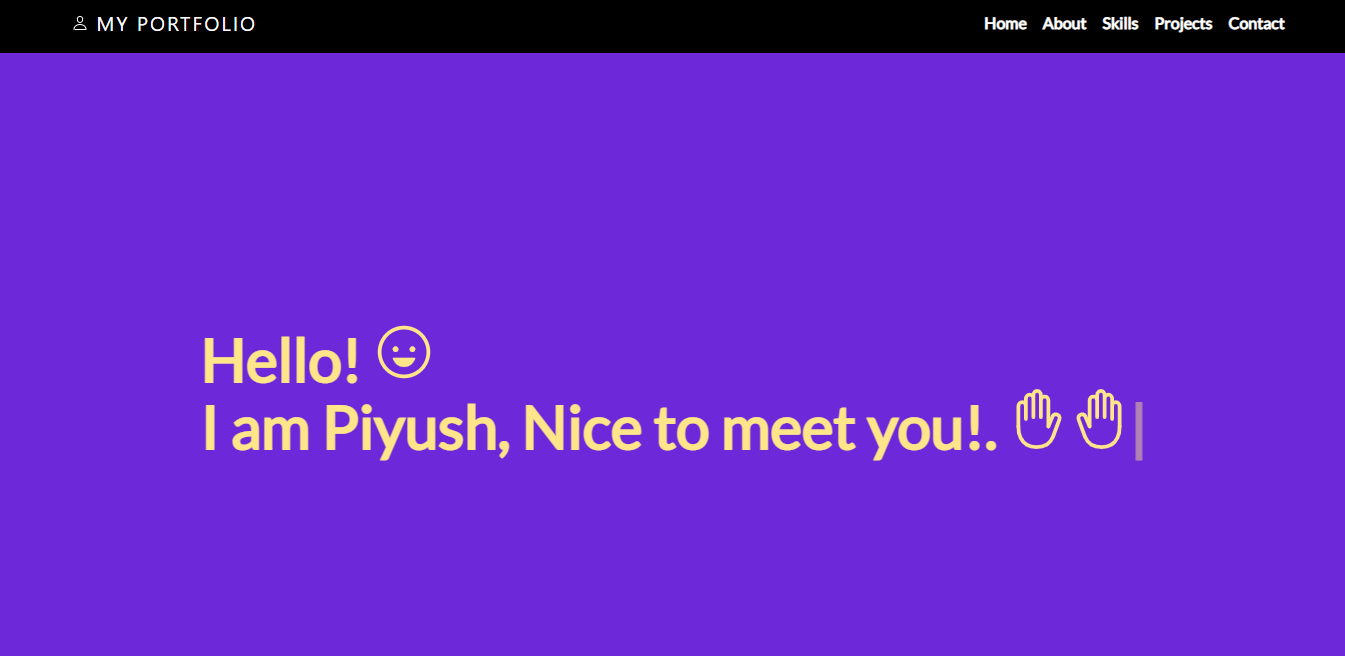 MY PORTFOLIO
Home About Skills Projects Contact
Hello!
I am Piyush, Nice to meet you!.